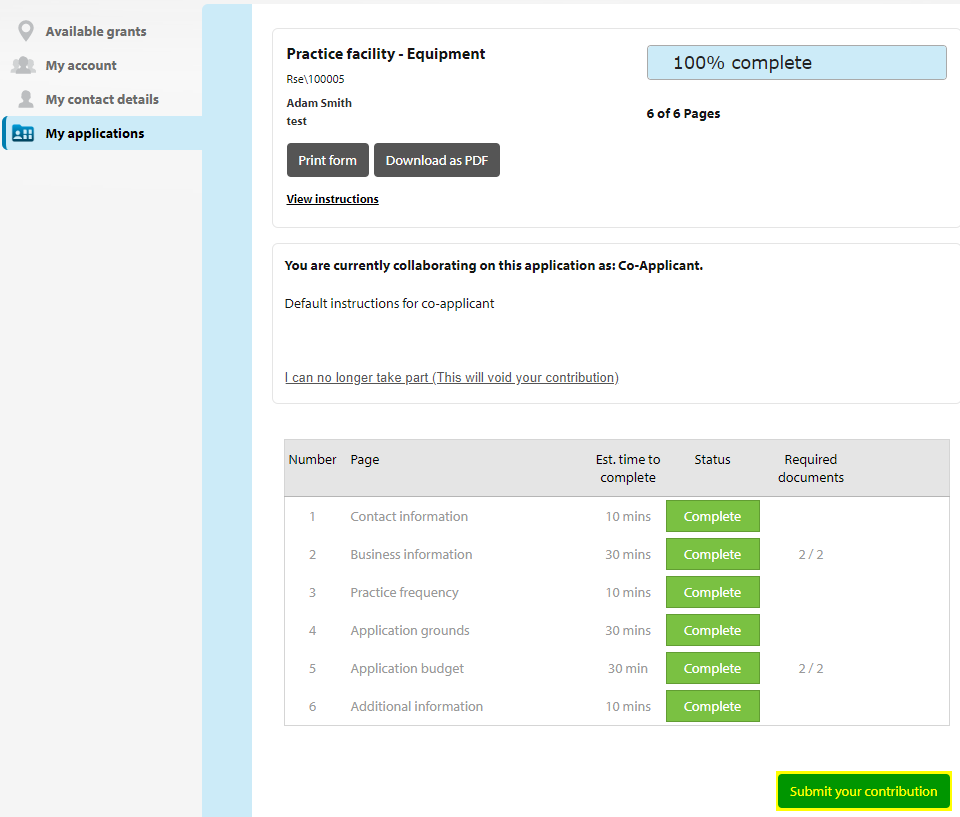 Available grants
My account
My contact details
My applications
Practice facility - Equipment
Rse\100005
Adam Smith
test
Print form
Download as PDF
View instructions
100% complete
6 of 6 Pages
You are currently collaborating on this application as: Co-Applicant.
Default instructions for co-applicant
I can no longer take part (This will void your contribution)
Number Page Est. time to complete Status Required documents
1 Contact information 10 mins Complete
2 Business information 30 mins Complete 2 / 2
3 Practice frequency 10 mins Complete
4 Application grounds 30 mins Complete
5 Application budget 30 min Complete 2 / 2
6 Additional information 10 mins Complete
Submit your contribution